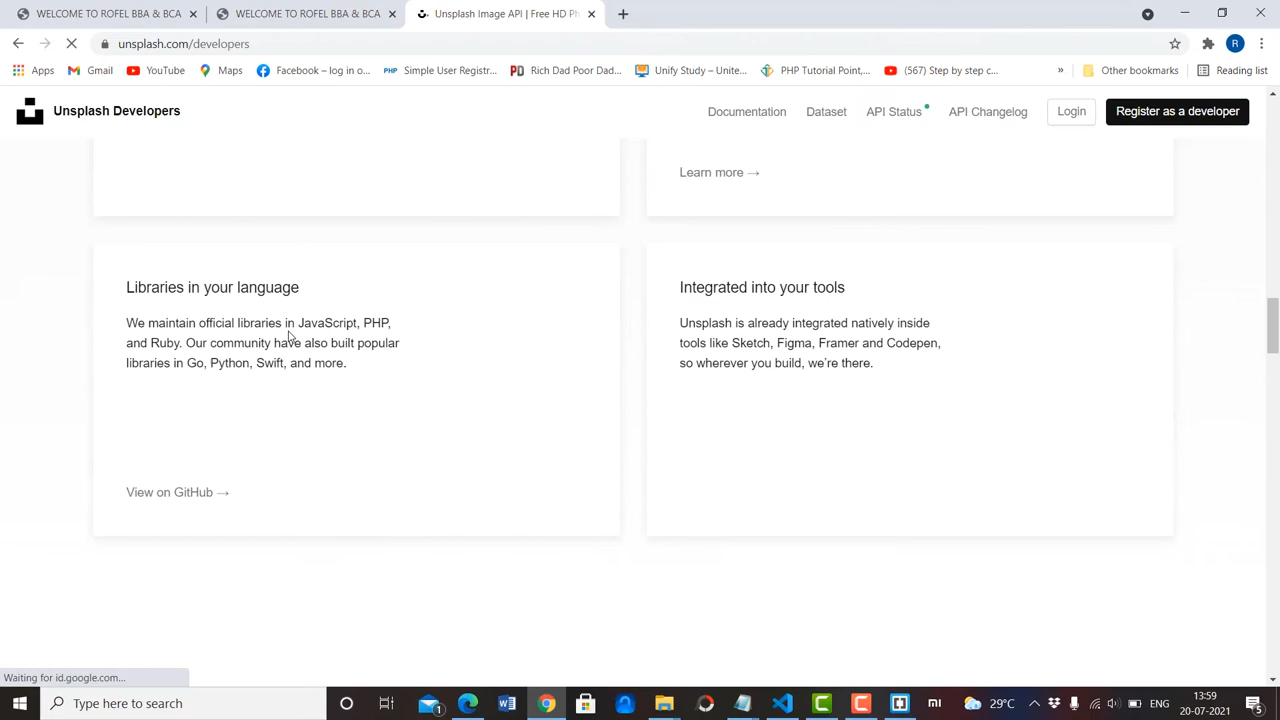 WELCOME TO ROFEL BBA & BCA
WELCOME TO ROFEL BBA & BCA
Unsplash Image API | Free HD Ph
unsplash.com/developers
R
Apps
Gmail
YouTube
Maps
Facebook – log in o...
PHP Simple User Registr...
PD Rich Dad Poor Dad...
Unify Study – Unite...
PHP Tutorial Point,...
(567) Step by step c...
»
Other bookmarks
Reading list
Unsplash Developers
Documentation
Dataset
API Status
API Changelog
Login
Register as a developer
Learn more →
Libraries in your language
We maintain official libraries in JavaScript, PHP,
and Ruby. Our community have also built popular
libraries in Go, Python, Swift, and more.
View on GitHub →
Integrated into your tools
Unsplash is already integrated natively inside
tools like Sketch, Figma, Framer and Codepen,
so wherever you build, we’re there.
Waiting for id.google.com...
Type here to search
1
29°C
ENG
13:59
20-07-2021
5